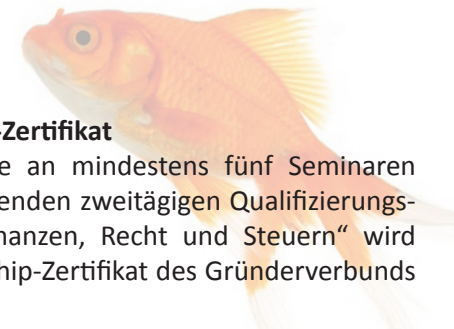 -Zertifikat
e an mindestens fünf Seminaren
enden zweitägigen Qualifizierungs-
nanzen, Recht und Steuern“ wird
hip-Zertifikat des Gründerverbunds